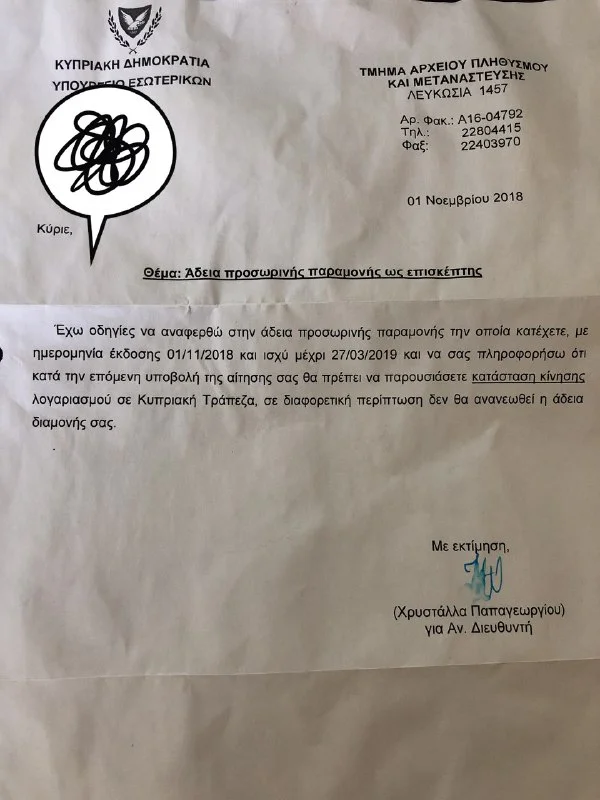 ΚΥΠΡΙΑΚΗ ΔΗΜΟΚΡΑΤΙΑ
ΥΠΟΥΡΓΕΙΟ ΕΣΩΤΕΡΙΚΩΝ
ΤΜΗΜΑ ΑΡΧΕΙΟΥ ΠΛΗΘΥΣΜΟΥ
ΚΑΙ ΜΕΤΑΝΑΣΤΕΥΣΗΣ
ΛΕΥΚΩΣΙΑ 1457
Αρ. Φακ.: Α16-04792
Τηλ.: 22804415
Φαξ: 22403970
01 Νοεμβρίου 2018
Κύριε,
Θέμα: Άδεια προσωρινής παραμονής ως επισκέπτης
Έχω οδηγίες να αναφερθώ στην άδεια προσωρινής παραμονής την οποία κατέχετε, με
ημερομηνία έκδοσης 01/11/2018 και ισχύ μέχρι 27/03/2019 και να σας πληροφορήσω ότι
κατά την επόμενη υποβολή της αίτησης σας θα πρέπει να παρουσιάσετε κατάσταση κίνησης
λογαριασμού σε Κυπριακή Τράπεζα, σε διαφορετική περίπτωση δεν θα ανανεωθεί η άδεια
διαμονής σας.
Με εκτίμηση,
(Χρυστάλλα Παπαγεωργίου)
για Αν. Διευθυντή